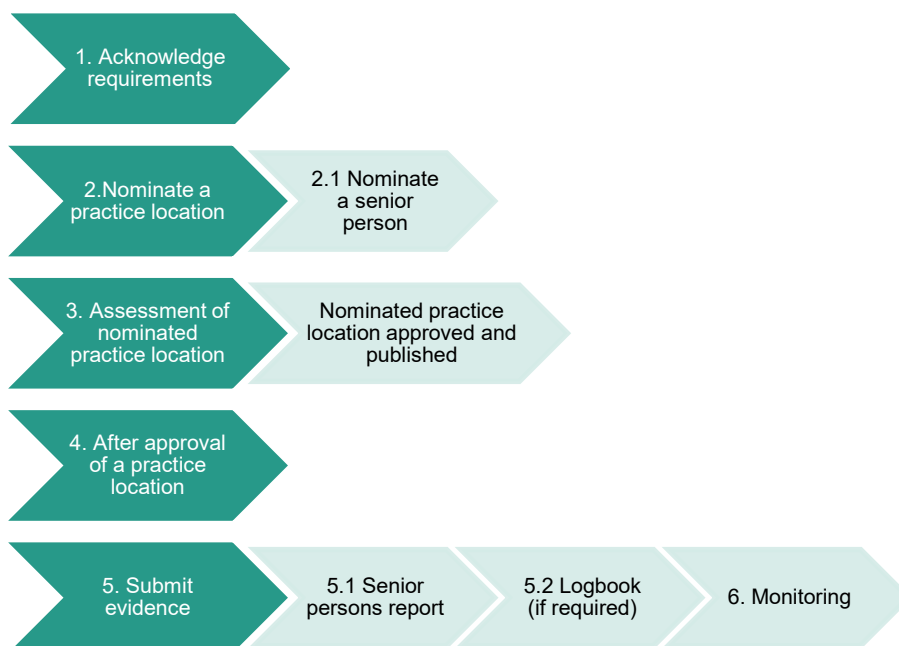 1. Acknowledge
requirements
2.Nominate a
practice location
2.1 Nominate
a senior
person
3. Assessment of
nominated
practice location
Nominated practice
location approved and
published
4. After approval
of a practice
location
5. Submit
evidence
5.1 Senior
persons report
5.2 Logbook
(if required)
6. Monitoring